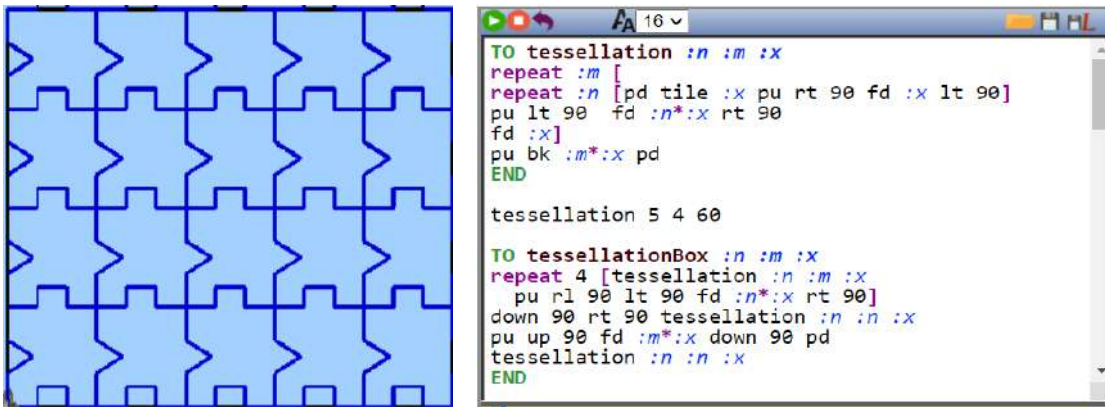 AA 16
L
TO tessellation :n :m :x
repeat :m [
repeat :n [pd tile :x pu rt 90 fd :x lt 90]
pu lt 90 fd :n*:x rt 90
fd :x]
pu bk :m*:x pd
END
tessellation 5 4 60
TO tessellationBox :n :m :x
repeat 4 [tessellation :n :m :x
pu rl 90 lt 90 fd :n*:x rt 90]
down 90 rt 90 tessellation :n :n :x
pu up 90 fd :m*:x down 90 pd
tessellation :n :n :x
END